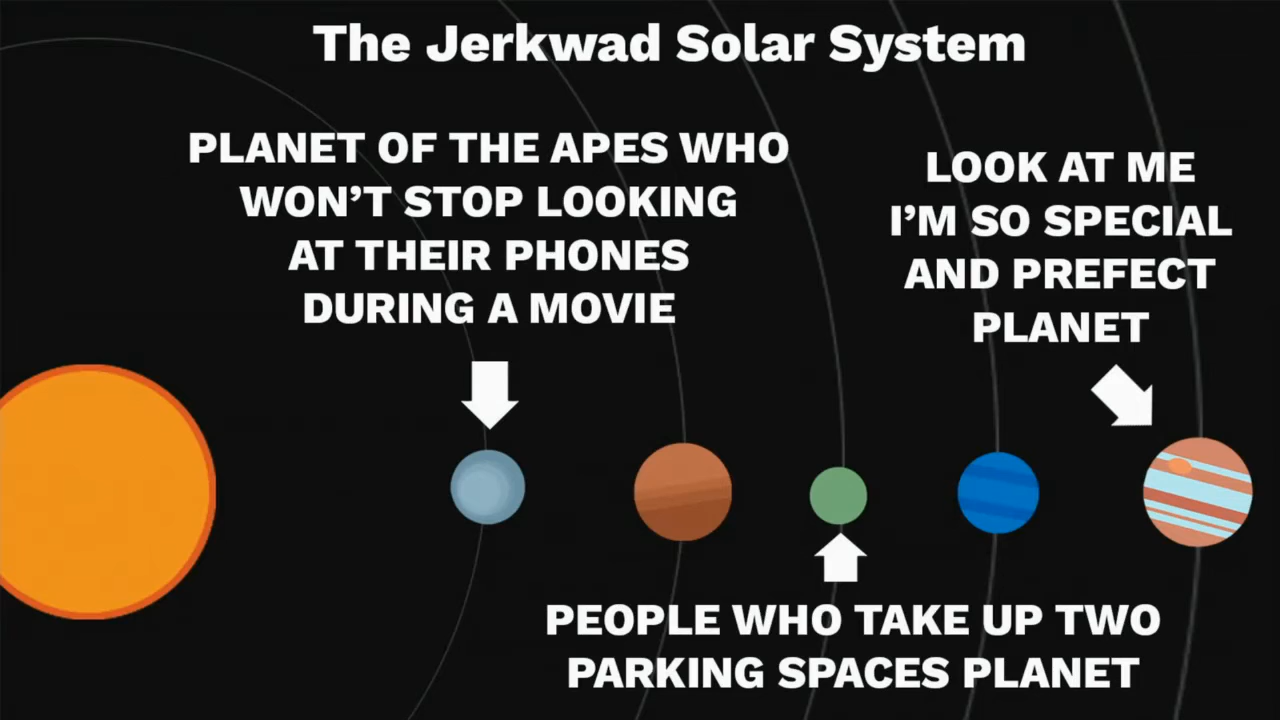 The Jerkwad Solar System
PLANET OF THE APES WHO
WON'T STOP LOOKING
AT THEIR PHONES
DURING A MOVIE
LOOK AT ME
I'M SO SPECIAL
AND PREFECT
PLANET
PEOPLE WHO TAKE UP TWO
PARKING SPACES PLANET